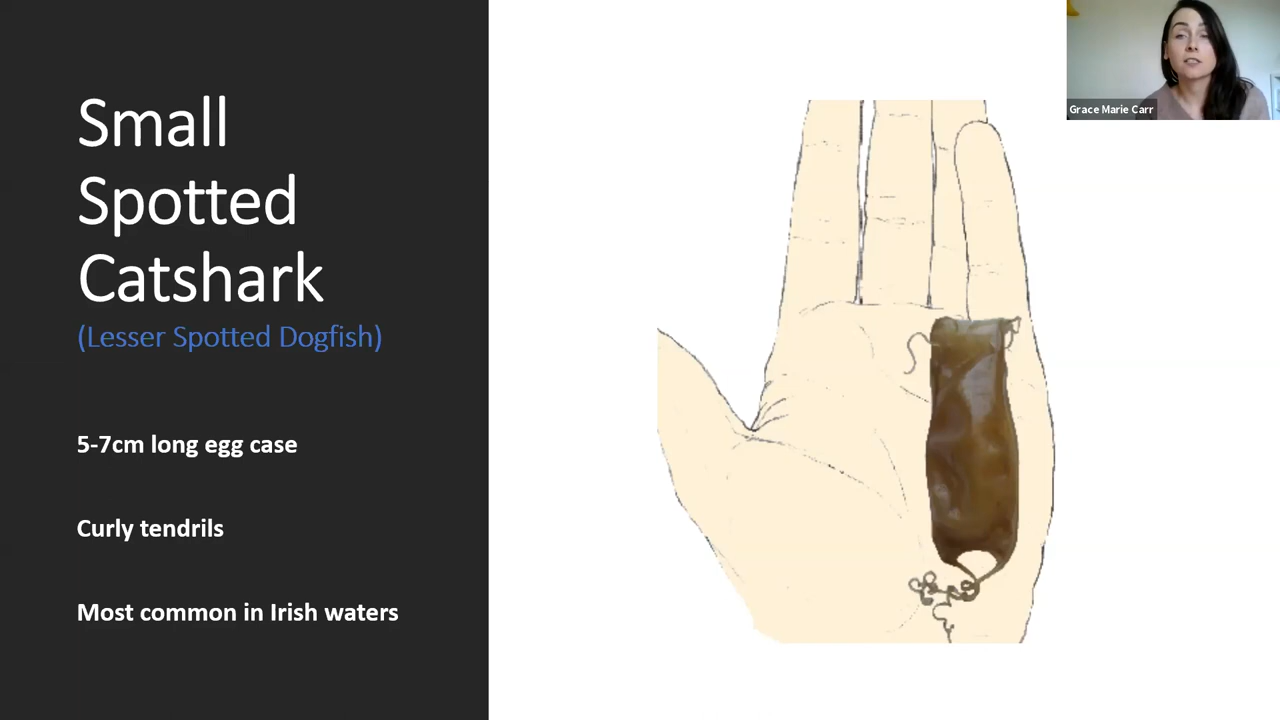 Small
Spotted
Catshark
(Lesser Spotted Dogfish)
5-7cm long egg case
Curly tendrils
Most common in Irish waters
Grace Marie Carr